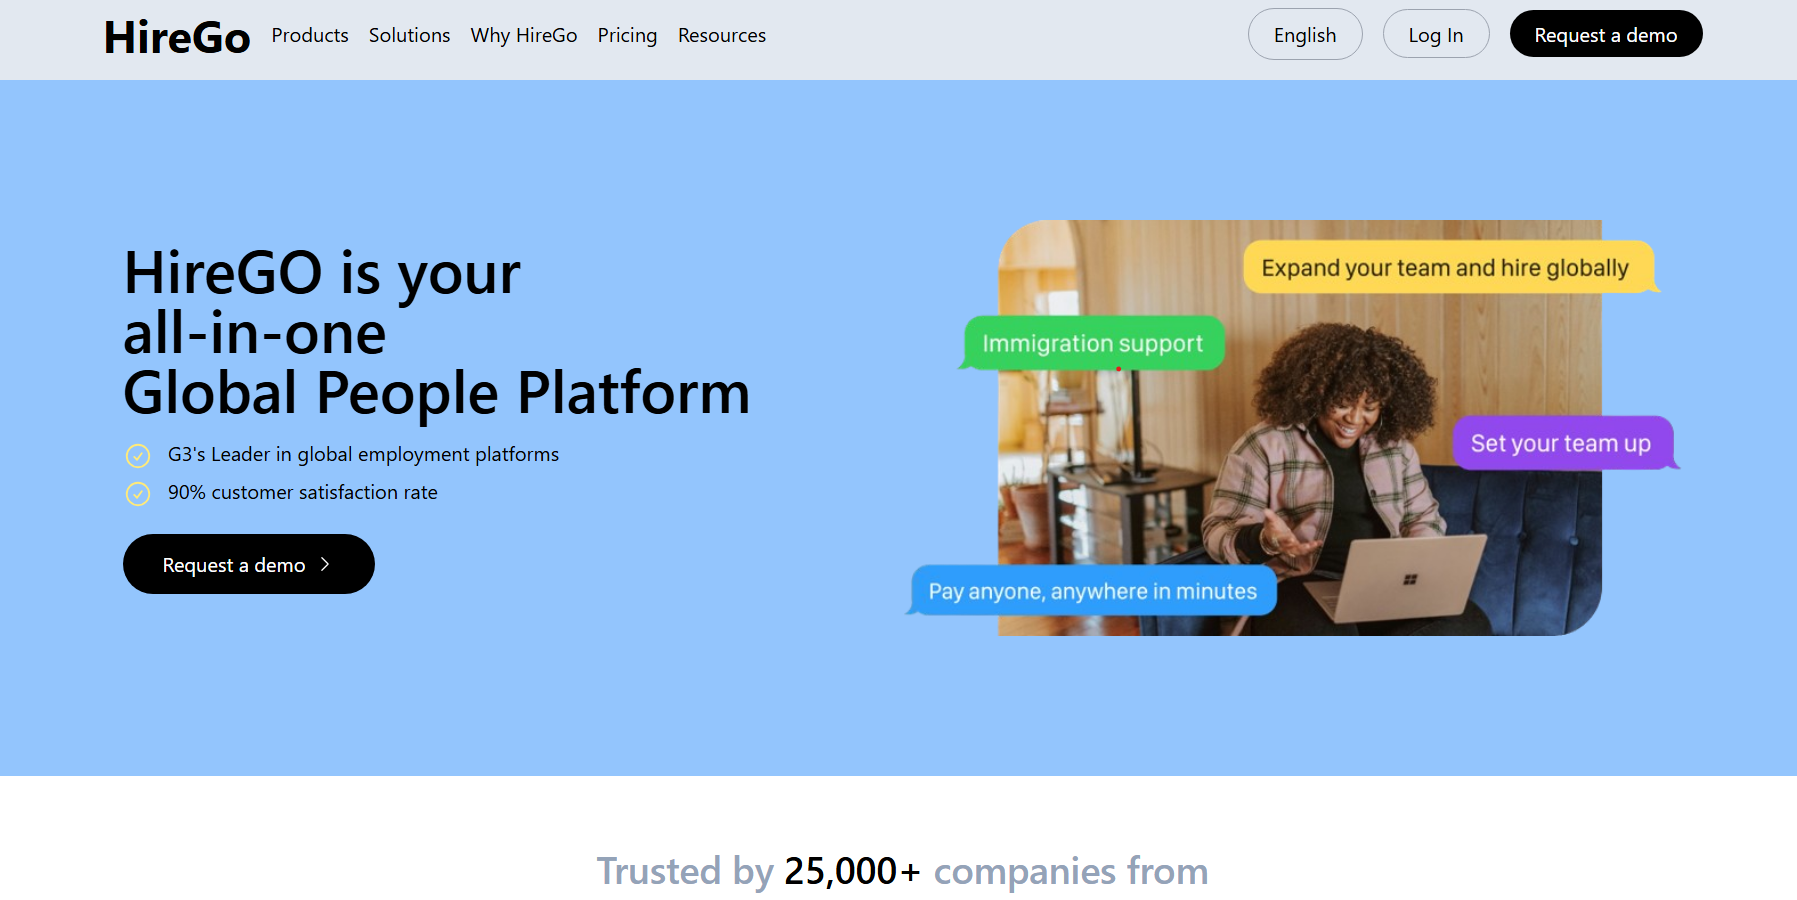 HireGo
Products
Solutions
Why HireGo
Pricing
Resources
English
Log In
Request a demo
HireGO is your
all-in-one
Global People Platform
G3's Leader in global employment platforms
90% customer satisfaction rate
Request a demo
Expand your team and hire globally
Immigration support
Set your team up
Pay anyone, anywhere in minutes
Trusted by 25,000+ companies from